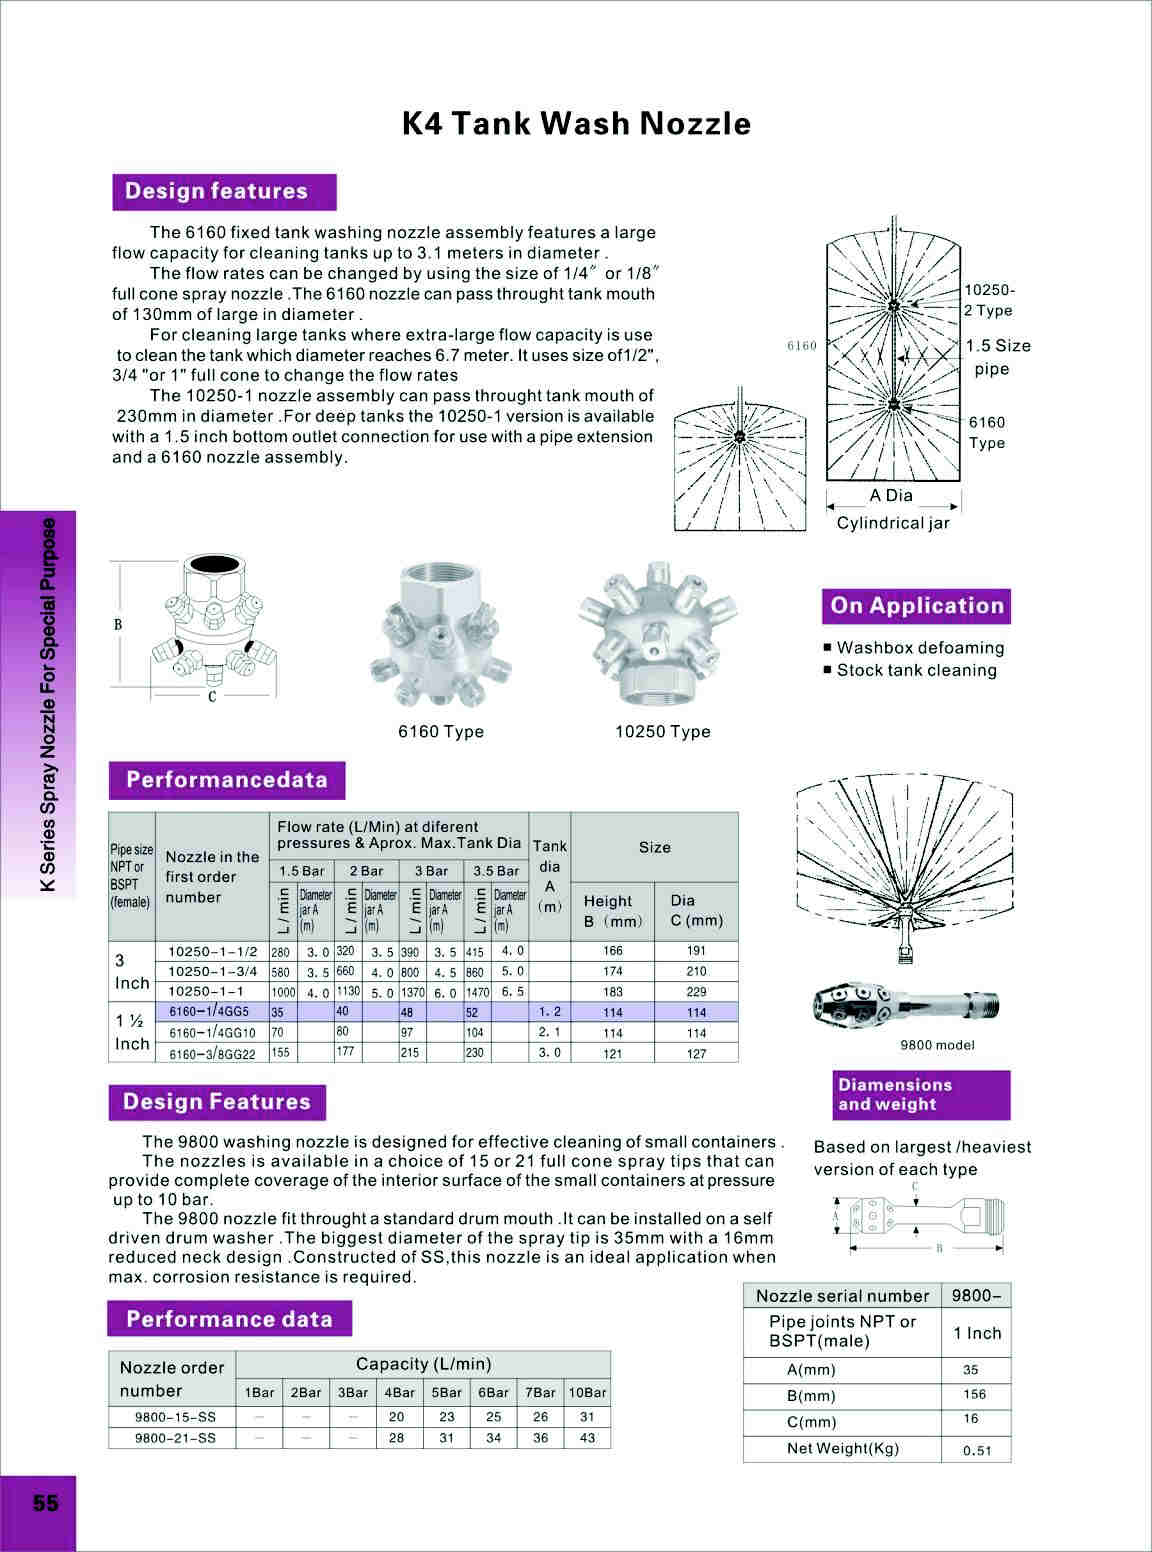 K4 Tank Wash Nozzle
Design features
The 6160 fixed tank washing nozzle assembly features a large
flow capacity for cleaning tanks up to 3.1 meters in diameter .
The flow rates can be changed by using the size of 1/4″ or 1/8″
full cone spray nozzle .The 6160 nozzle can pass throught tank mouth
of 130mm of large in diameter .
For cleaning large tanks where extra-large flow capacity is use
to clean the tank which diameter reaches 6.7 meter. It uses size of1/2",
3/4 "or 1" full cone to change the flow rates
The 10250-1 nozzle assembly can pass throught tank mouth of
230mm in diameter .For deep tanks the 10250-1 version is available
with a 1.5 inch bottom outlet connection for use with a pipe extension
and a 6160 nozzle assembly.
10250-
2 Type
6160
1.5 Size
pipe
6160
Type
A Dia
Cylindrical jar
K Series Spray Nozzle For Special Purpose
B
C
6160 Type
10250 Type
On Application
■ Washbox defoaming
■ Stock tank cleaning
Performancedata
Pipe size
NPT or
BSPT
(female)
Nozzle in the
first order
number
Flow rate (L/Min) at diferent
pressures & Aprox. Max.Tank Dia
Tank
dia
A
(m)
Size
1.5 Bar 2 Bar 3 Bar 3.5 Bar
L/min Diameter jar A (m) L/min Diameter jar A (m) L/min Diameter jar A (m) L/min Diameter jar A (m)
Height
B (mm)
Dia
C (mm)
3
Inch
10250-1-1/2 280 3.0 320 3.5 390 3.5 415 4.0 166 191
10250-1-3/4 580 3.5 660 4.0 800 4.5 860 5.0 174 210
10250-1-1 1000 4.0 1130 5.0 1370 6.0 1470 6.5 183 229
1 ½
Inch
6160-1/4GG5 35 40 48 52 1.2 114 114
6160-1/4GG10 70 80 97 104 2.1 114 114
6160-3/8GG22 155 177 215 230 3.0 121 127
9800 model
Design Features
The 9800 washing nozzle is designed for effective cleaning of small containers .
The nozzles is available in a choice of 15 or 21 full cone spray tips that can
provide complete coverage of the interior surface of the small containers at pressure
up to 10 bar.
The 9800 nozzle fit throught a standard drum mouth .It can be installed on a self
driven drum washer .The biggest diameter of the spray tip is 35mm with a 16mm
reduced neck design .Constructed of SS,this nozzle is an ideal application when
max. corrosion resistance is required.
Diamensions
and weight
Based on largest /heaviest
version of each type
C
A
B
Performance data
Nozzle order
number
Capacity (L/min)
1Bar 2Bar 3Bar 4Bar 5Bar 6Bar 7Bar 10Bar
9800-15-SS — — — 20 23 25 26 31
9800-21-SS — — — 28 31 34 36 43
Nozzle serial number 9800-
Pipe joints NPT or
BSPT(male)
1 Inch
A(mm) 35
B(mm) 156
C(mm) 16
Net Weight(Kg) 0.51
55